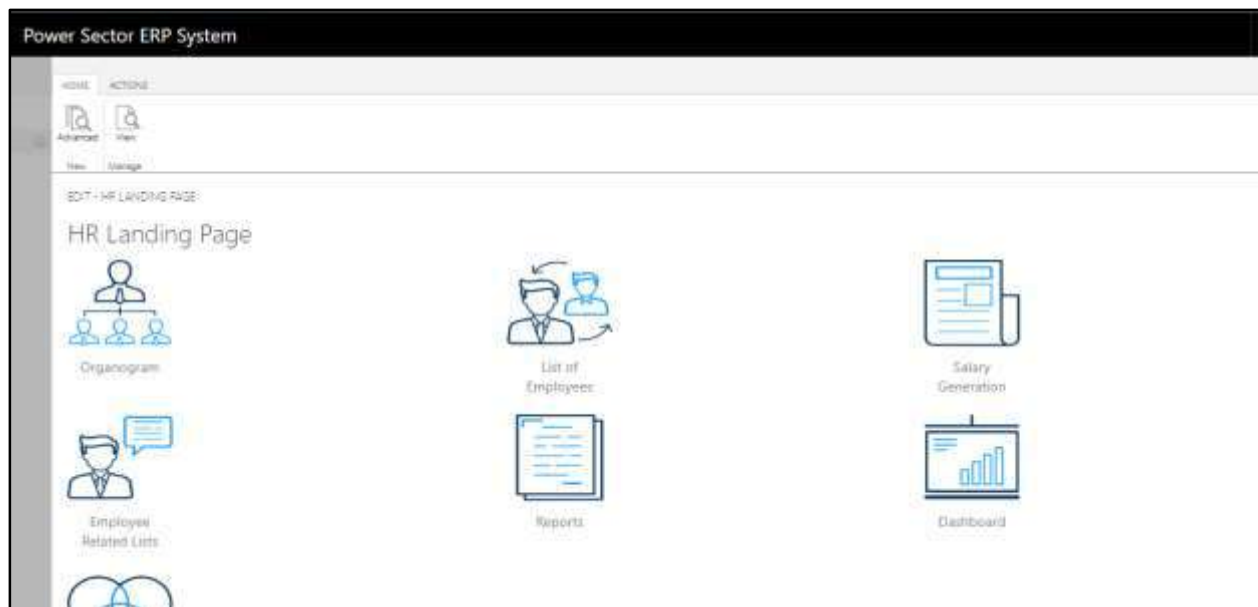 Power Sector ERP System
HOME ACTIONS
Advanced View
New Manage
EDIT - HR LANDING PAGE
HR Landing Page
Organogram
List of
Employees
Salary
Generation
Employee
Related Lists
Reports
Dashboard